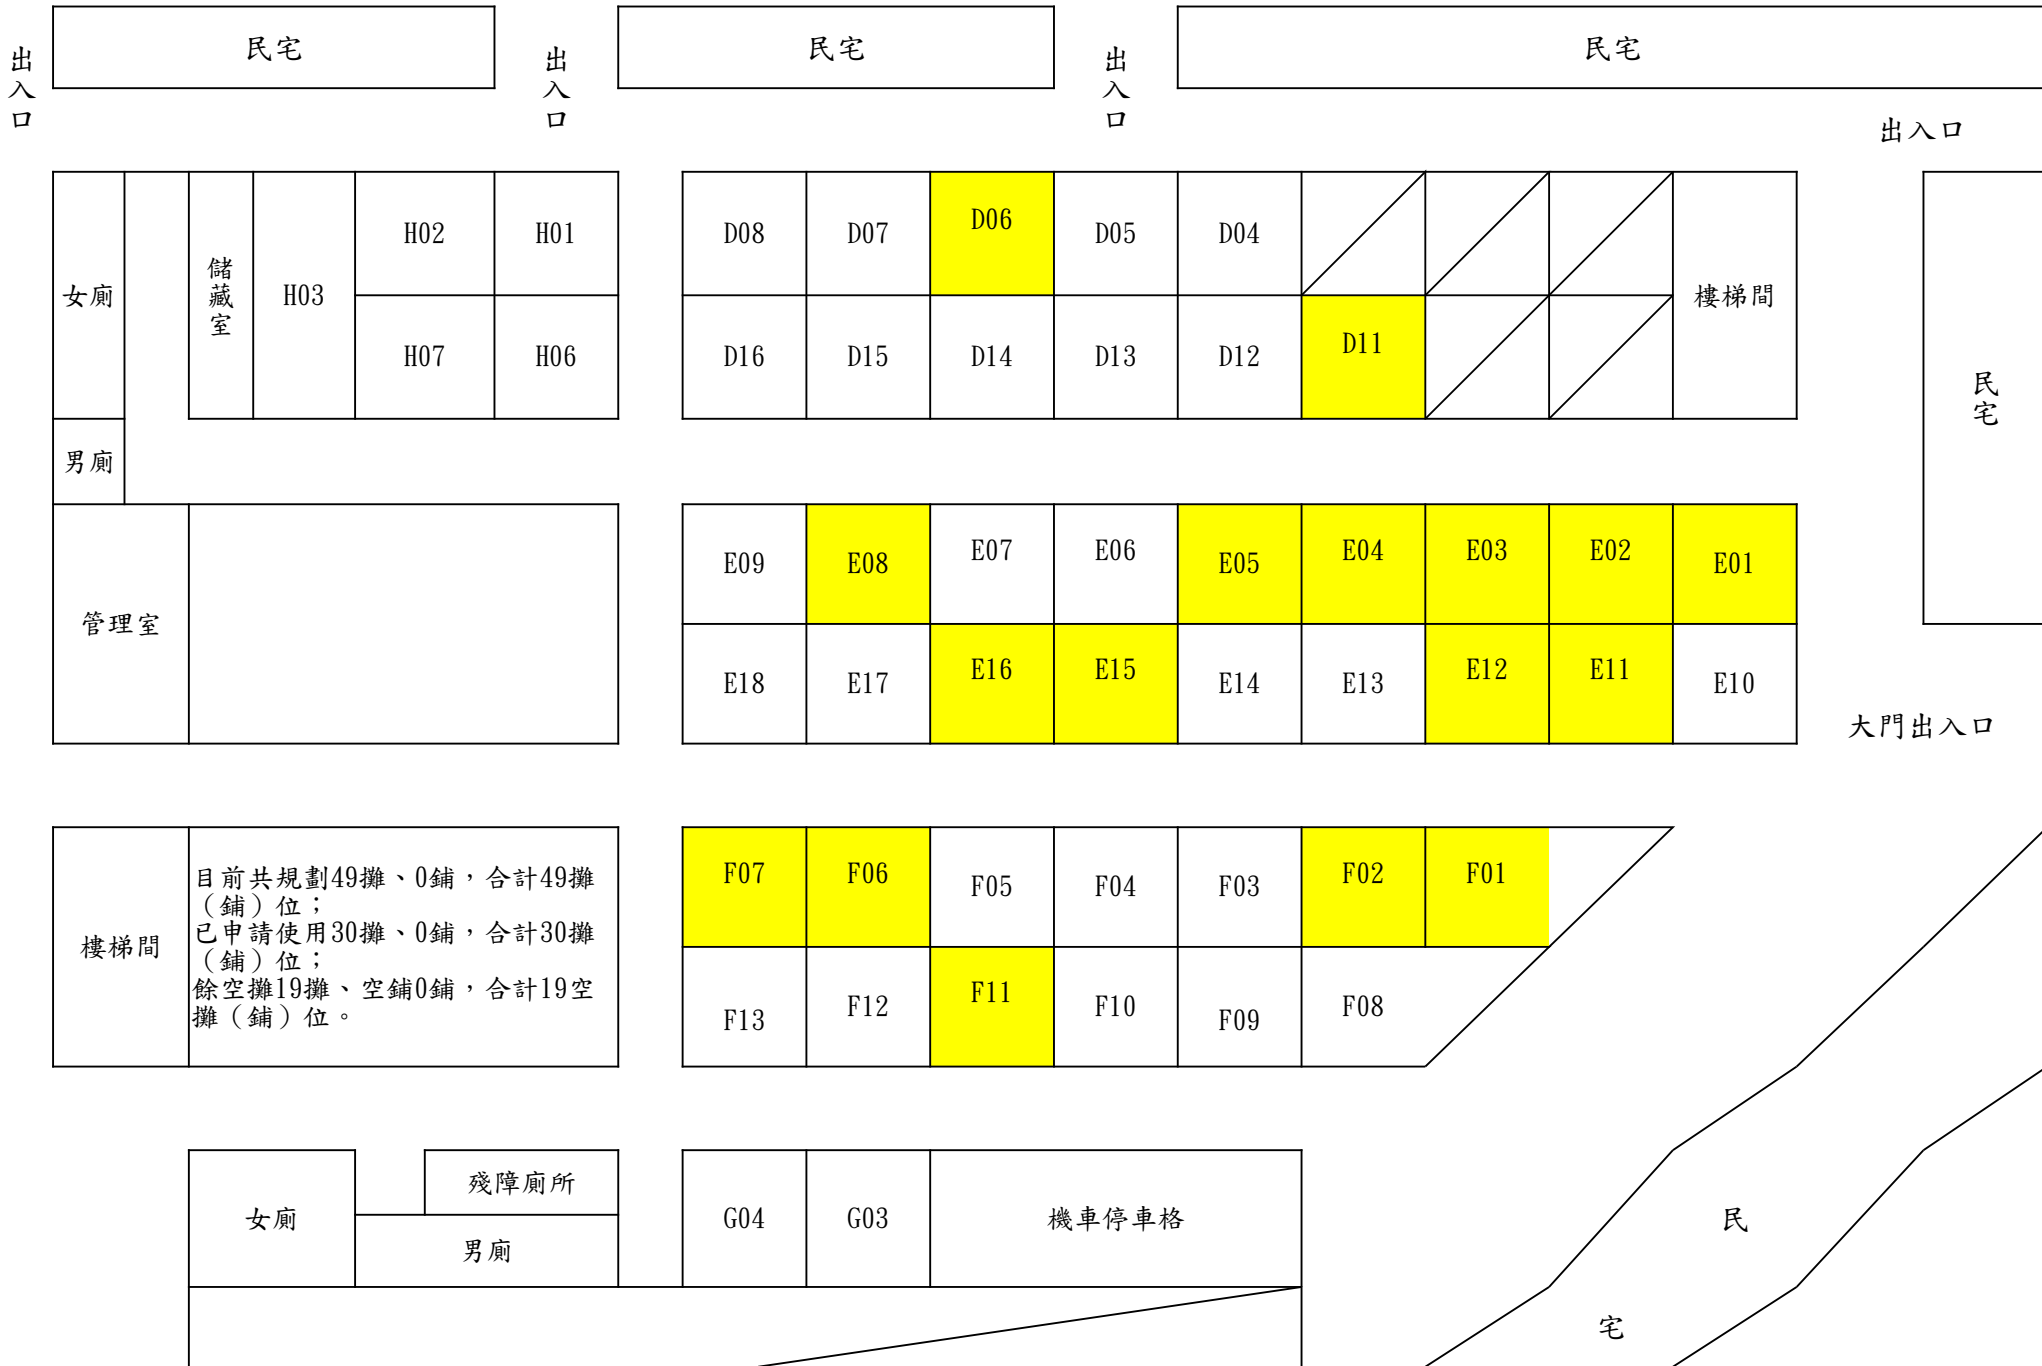 民宅
民宅
民宅
出入口
出入口
出入口
出入口
女廁
儲藏室
H03
H02
H01
H07
H06
D08
D07
D06
D05
D04
D16
D15
D14
D13
D12
D11
樓梯間
民宅
男廁
管理室
E09
E08
E07
E06
E05
E04
E03
E02
E01
E18
E17
E16
E15
E14
E13
E12
E11
E10
大門出入口
樓梯間
目前共規劃49攤、0鋪，合計49攤
（鋪）位；
已申請使用30攤、0鋪，合計30攤
（鋪）位；
餘空攤19攤、空鋪0鋪，合計19空
攤（鋪）位。
F07
F06
F05
F04
F03
F02
F01
F13
F12
F11
F10
F09
F08
女廁
殘障廁所
男廁
G04
G03
機車停車格
民
宅